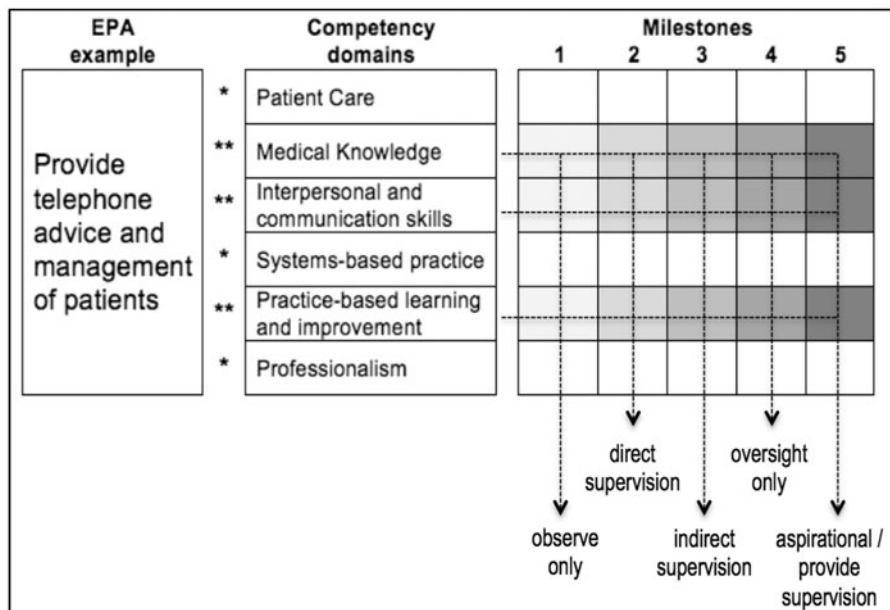 EPA
example
Competency
domains
Milestones
1 2 3 4 5
Provide
telephone
advice and
management
of patients
* Patient Care
** Medical Knowledge
** Interpersonal and
communication skills
* Systems-based practice
** Practice-based learning
and improvement
* Professionalism
direct
supervision
oversight
only
observe
only
indirect
supervision
aspirational /
provide
supervision